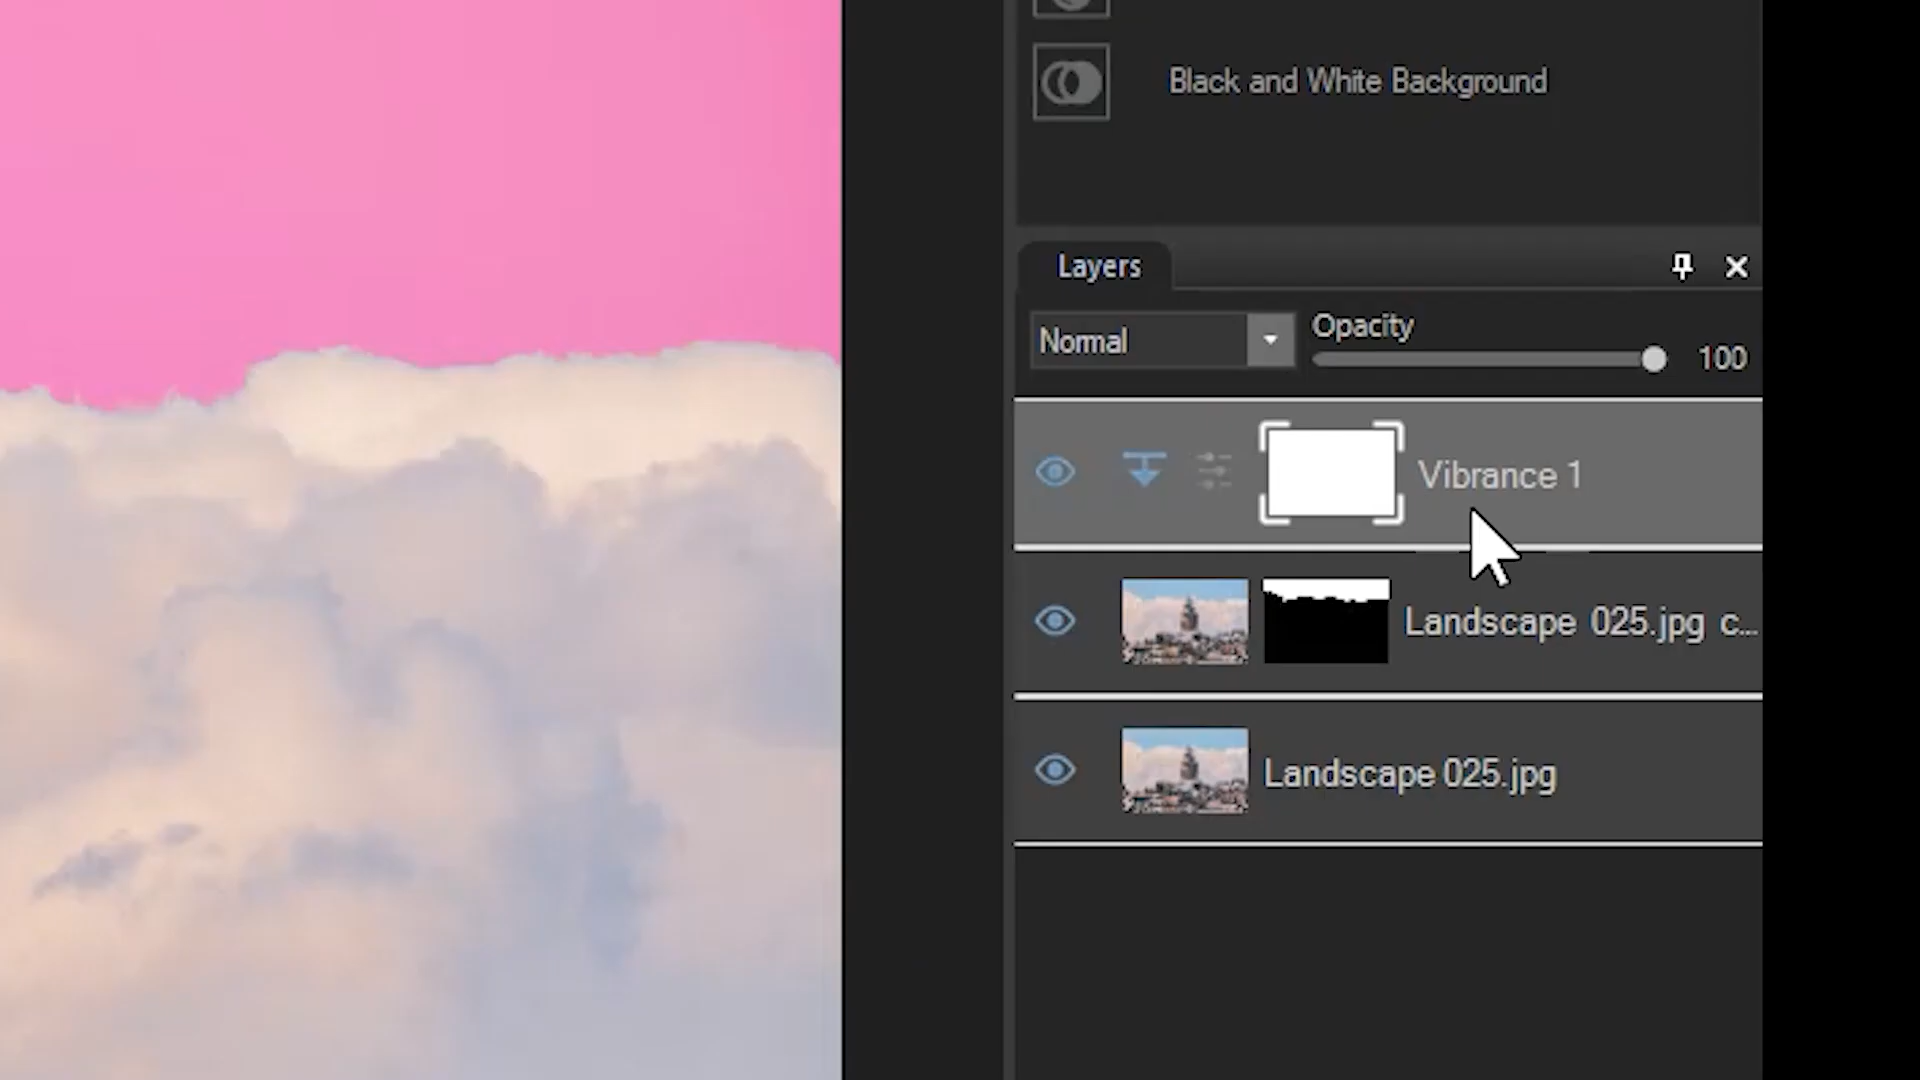 Black and White Background
Layers
Normal
Opacity
100
Vibrance 1
Landscape 025.jpg c...
Landscape 025.jpg